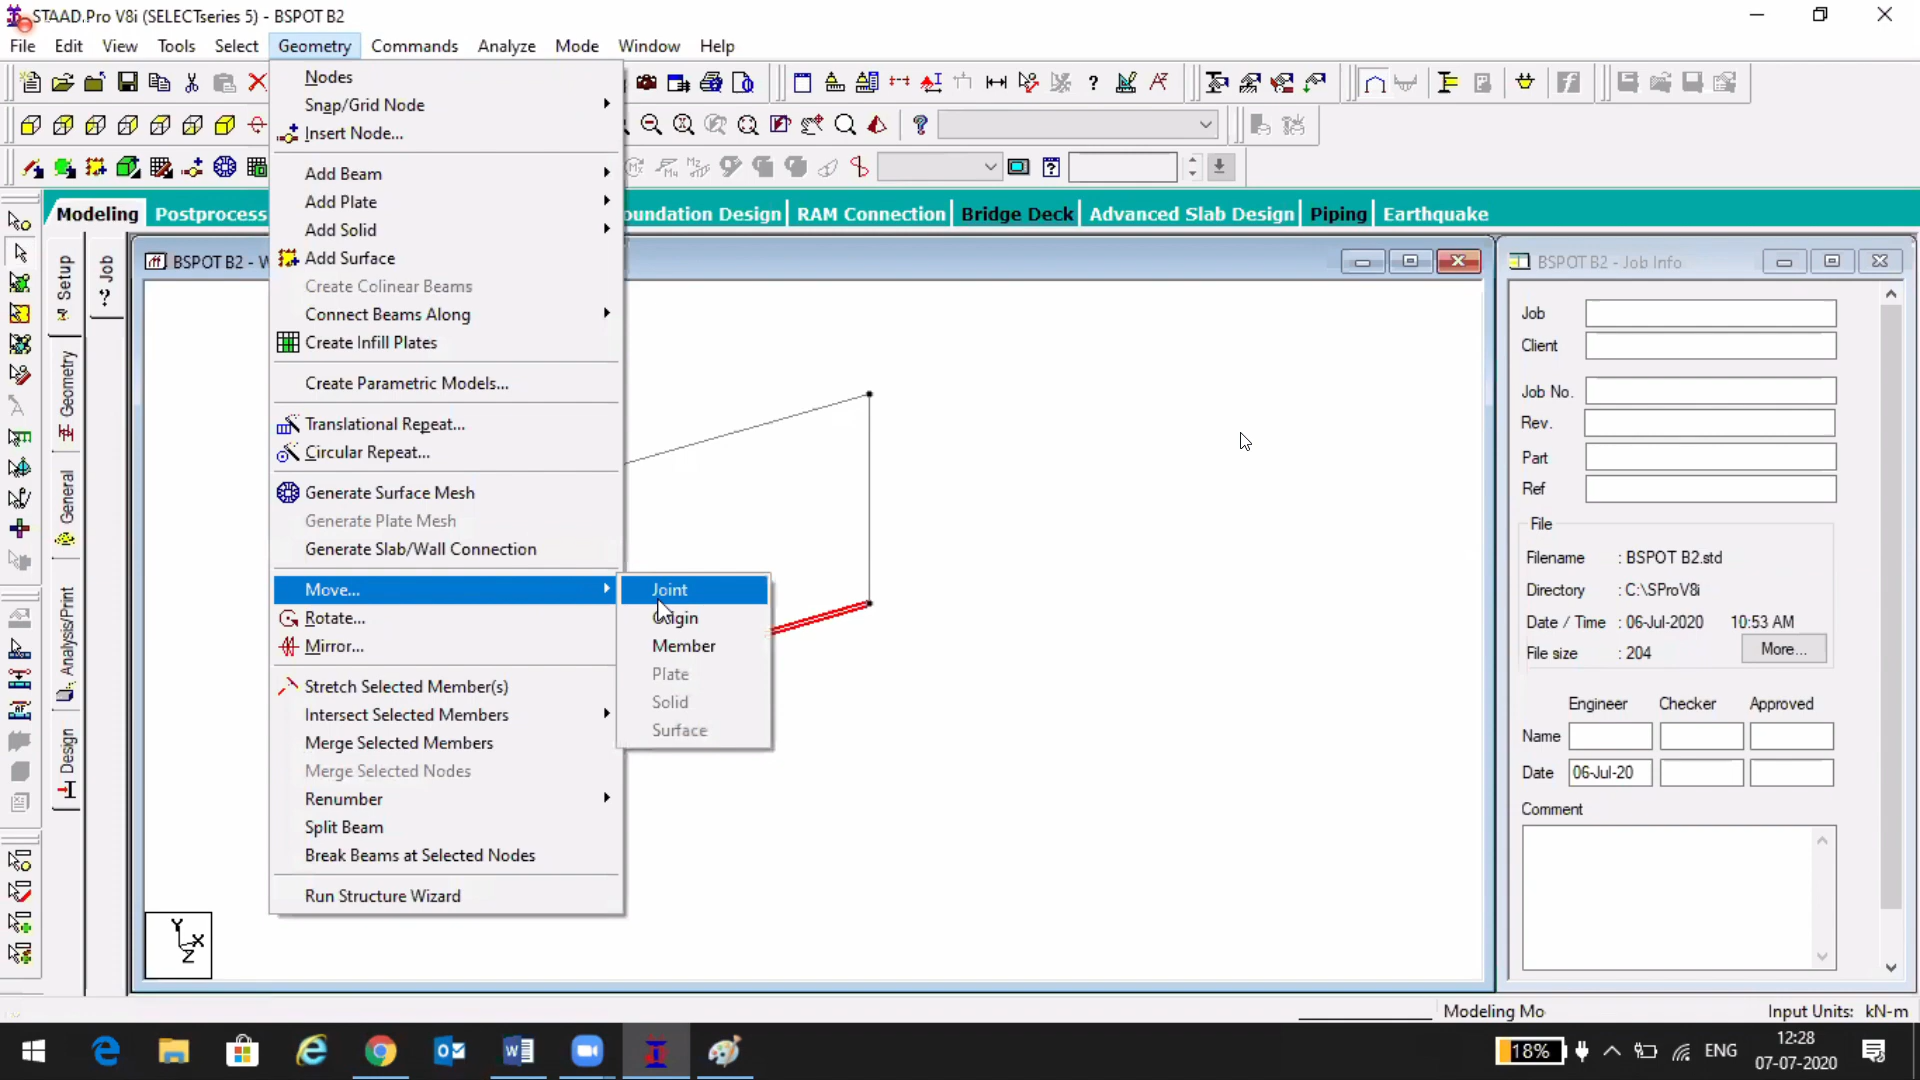 STAAD.Pro V8i (SELECTseries 5) - BSPOT B2
File Edit View Tools Select Geometry Commands Analyze Mode Window Help
Nodes
Snap/Grid Node
Insert Node...
Add Beam
Add Plate
Add Solid
Add Surface
Create Colinear Beams
Connect Beams Along
Create Infill Plates
Create Parametric Models...
Translational Repeat...
Circular Repeat...
Generate Surface Mesh
Generate Plate Mesh
Generate Slab/Wall Connection
Move...
Rotate...
Mirror...
Stretch Selected Member(s)
Intersect Selected Members
Merge Selected Members
Merge Selected Nodes
Renumber
Split Beam
Break Beams at Selected Nodes
Run Structure Wizard
Joint
Member
Plate
Solid
Surface
Modeling Postprocess oundation Design RAM Connection Bridge Deck Advanced Slab Design Piping Earthquake
Setup
Geometry
General
Analysis/Print
Design
Job
BSPOT B2 - W
BSPOT B2 - Job Info
Job
Client
Job No.
Rev.
Part
Ref
File
Filename : BSPOT B2.std
Directory : C:\SProV8i
Date / Time : 06-Jul-2020 10:53 AM
File size : 204
More...
Engineer Checker Approved
Name
Date 06-Jul-20
Comment
Y
X
Z
Modeling Mo
Input Units: kN-m
18%
ENG
12:28
07-07-2020